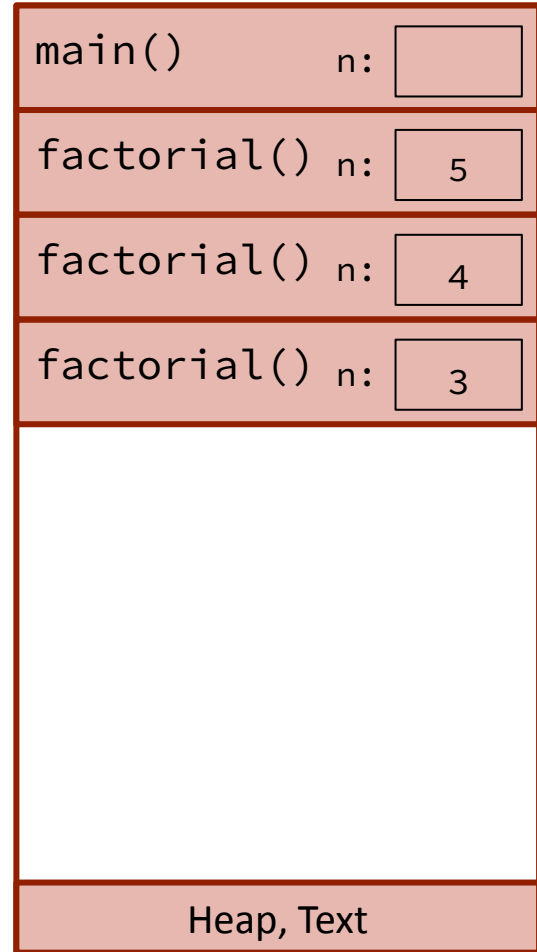 main() n:
factorial() n: 5
factorial() n: 4
factorial() n: 3
Heap, Text